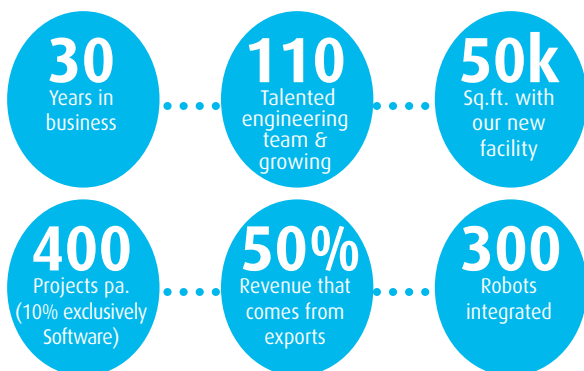 30
Years in
business
110
Talented
engineering
team &
growing
50k
Sq.ft. with
our new
facility
400
Projects pa.
(10% exclusively
Software)
50%
Revenue that
comes from
exports
300
Robots
integrated